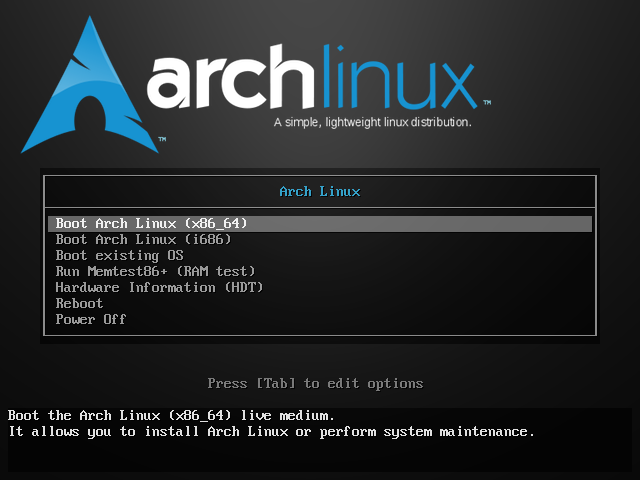 archlinux™
A simple, lightweight linux distribution.
™
Arch Linux
Boot Arch Linux (x86_64)
Boot Arch Linux (i686)
Boot existing OS
Run Memtest86+ (RAM test)
Hardware Information (HDT)
Reboot
Power Off
Press [Tab] to edit options
Boot the Arch Linux (x86_64) live medium.
It allows you to install Arch Linux or perform system maintenance.